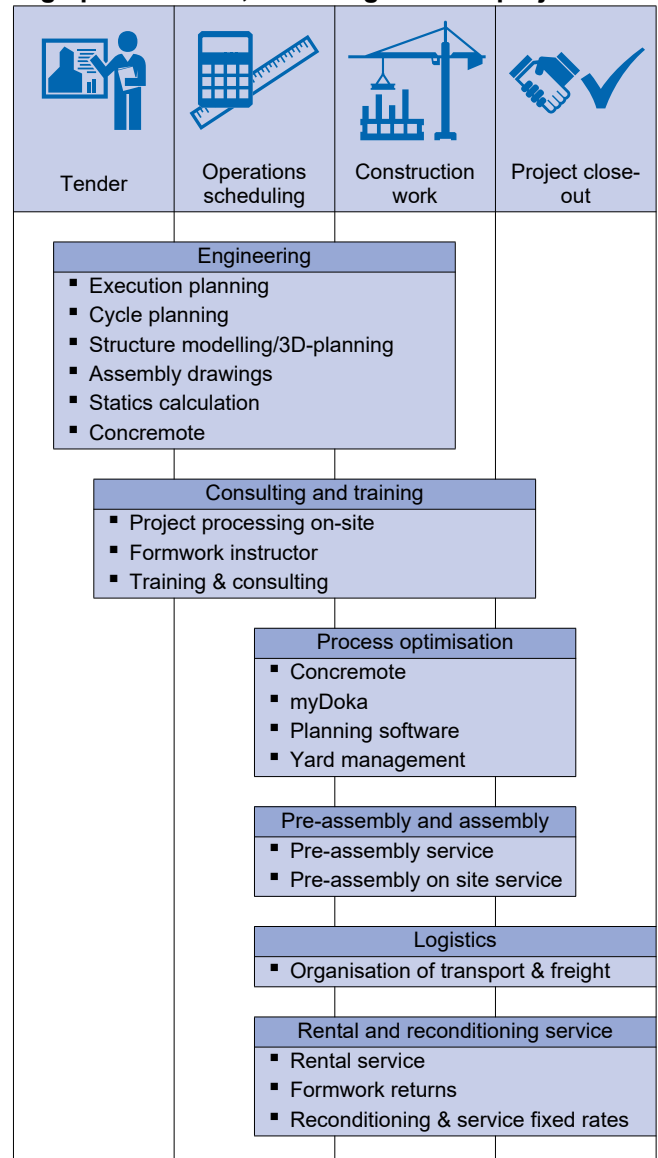 Tender
Operations
scheduling
Construction
work
Project close-
out
Engineering
▪ Execution planning
▪ Cycle planning
▪ Structure modelling/3D-planning
▪ Assembly drawings
▪ Statics calculation
▪ Concremote
Consulting and training
▪ Project processing on-site
▪ Formwork instructor
▪ Training & consulting
Process optimisation
▪ Concremote
▪ myDoka
▪ Planning software
▪ Yard management
Pre-assembly and assembly
▪ Pre-assembly service
▪ Pre-assembly on site service
Logistics
▪ Organisation of transport & freight
Rental and reconditioning service
▪ Rental service
▪ Formwork returns
▪ Reconditioning & service fixed rates